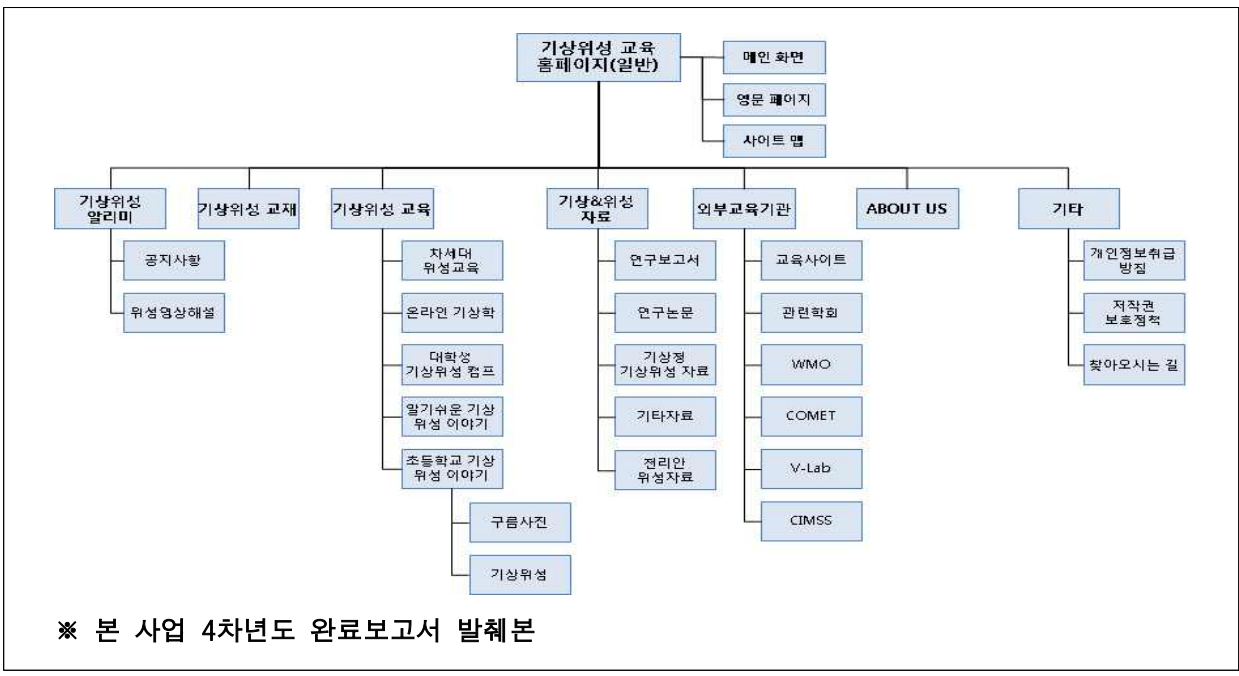 기상위성 교육
홈페이지(일반)
메인 화면
영문 페이지
사이트 맵
기상위성
알리미
기상위성 교재
기상위성 교육
기상&위성
자료
외부교육기관
ABOUT US
기타
공지사항
위성영상해설
차세대
위성교육
온라인 기상학
대학생
기상위성 캠프
알기쉬운 기상
위성 이야기
초등학교 기상
위성 이야기
구름사진
기상위성
연구보고서
연구논문
기상청
기상위성 자료
기타자료
천리안
위성자료
교육사이트
관련학회
WMO
COMET
V-Lab
CIMSS
개인정보취급
방침
저작권
보호정책
찾아오시는 길
※ 본 사업 4차년도 완료보고서 발췌본